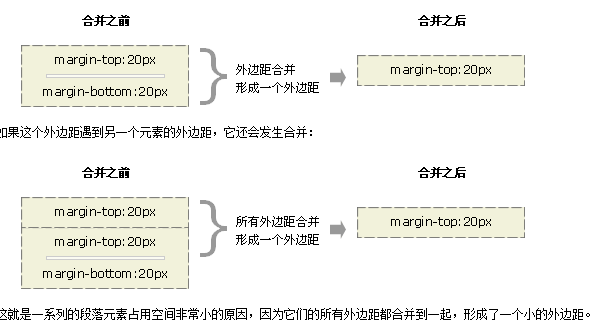 合并之前 合并之后
margin-top:20px
margin-bottom:20px
外边距合并
形成一个外边距
margin-top:20px
如果这个外边距遇到另一个元素的外边距，它还会发生合并：
合并之前 合并之后
margin-top:20px
margin-top:20px
margin-bottom:20px
所有外边距合并
形成一个外边距
margin-top:20px
这就是一系列的段落元素占用空间非常小的原因，因为它们的所有外边距都合并到一起，形成了一个小的外边距。